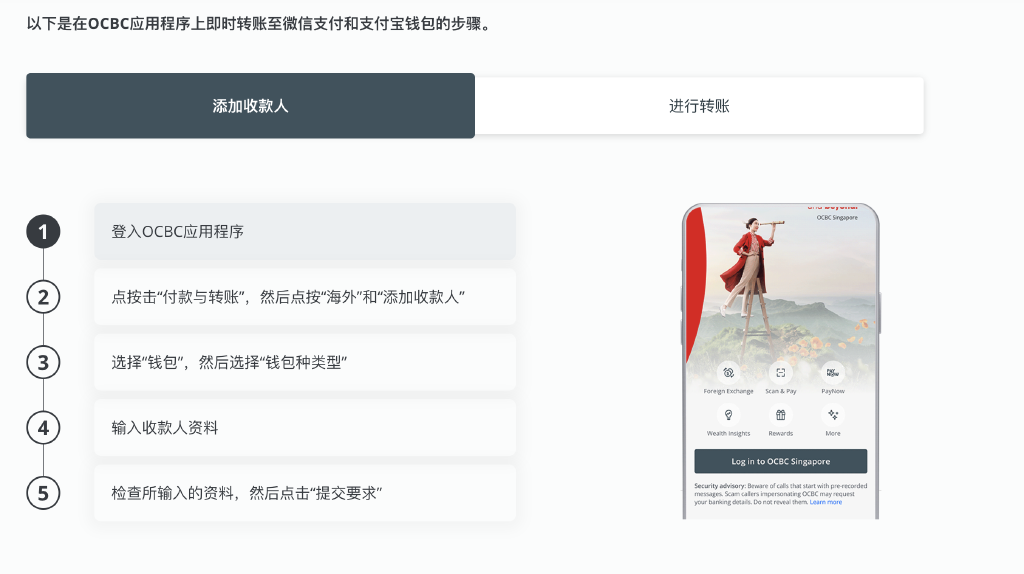 以下是在OCBC应用程序上即时转账至微信支付和支付宝钱包的步骤。
添加收款人
进行转账
1
登入OCBC应用程序
2
点按击“付款与转账”，然后点按“海外”和“添加收款人”
3
选择”钱包”，然后选择“钱包种类型”
4
输入收款人资料
5
检查所输入的资料，然后点击“提交要求”
OCBC Singapore
Foreign Exchange
Scan & Pay
PAY NOW
PayNow
Wealth Insights
Rewards
More
Log in to OCBC Singapore
Security advisory: Beware of calls that start with pre-recorded
messages. Scam callers impersonating OCBC may request
your banking details. Do not reveal them. Learn more